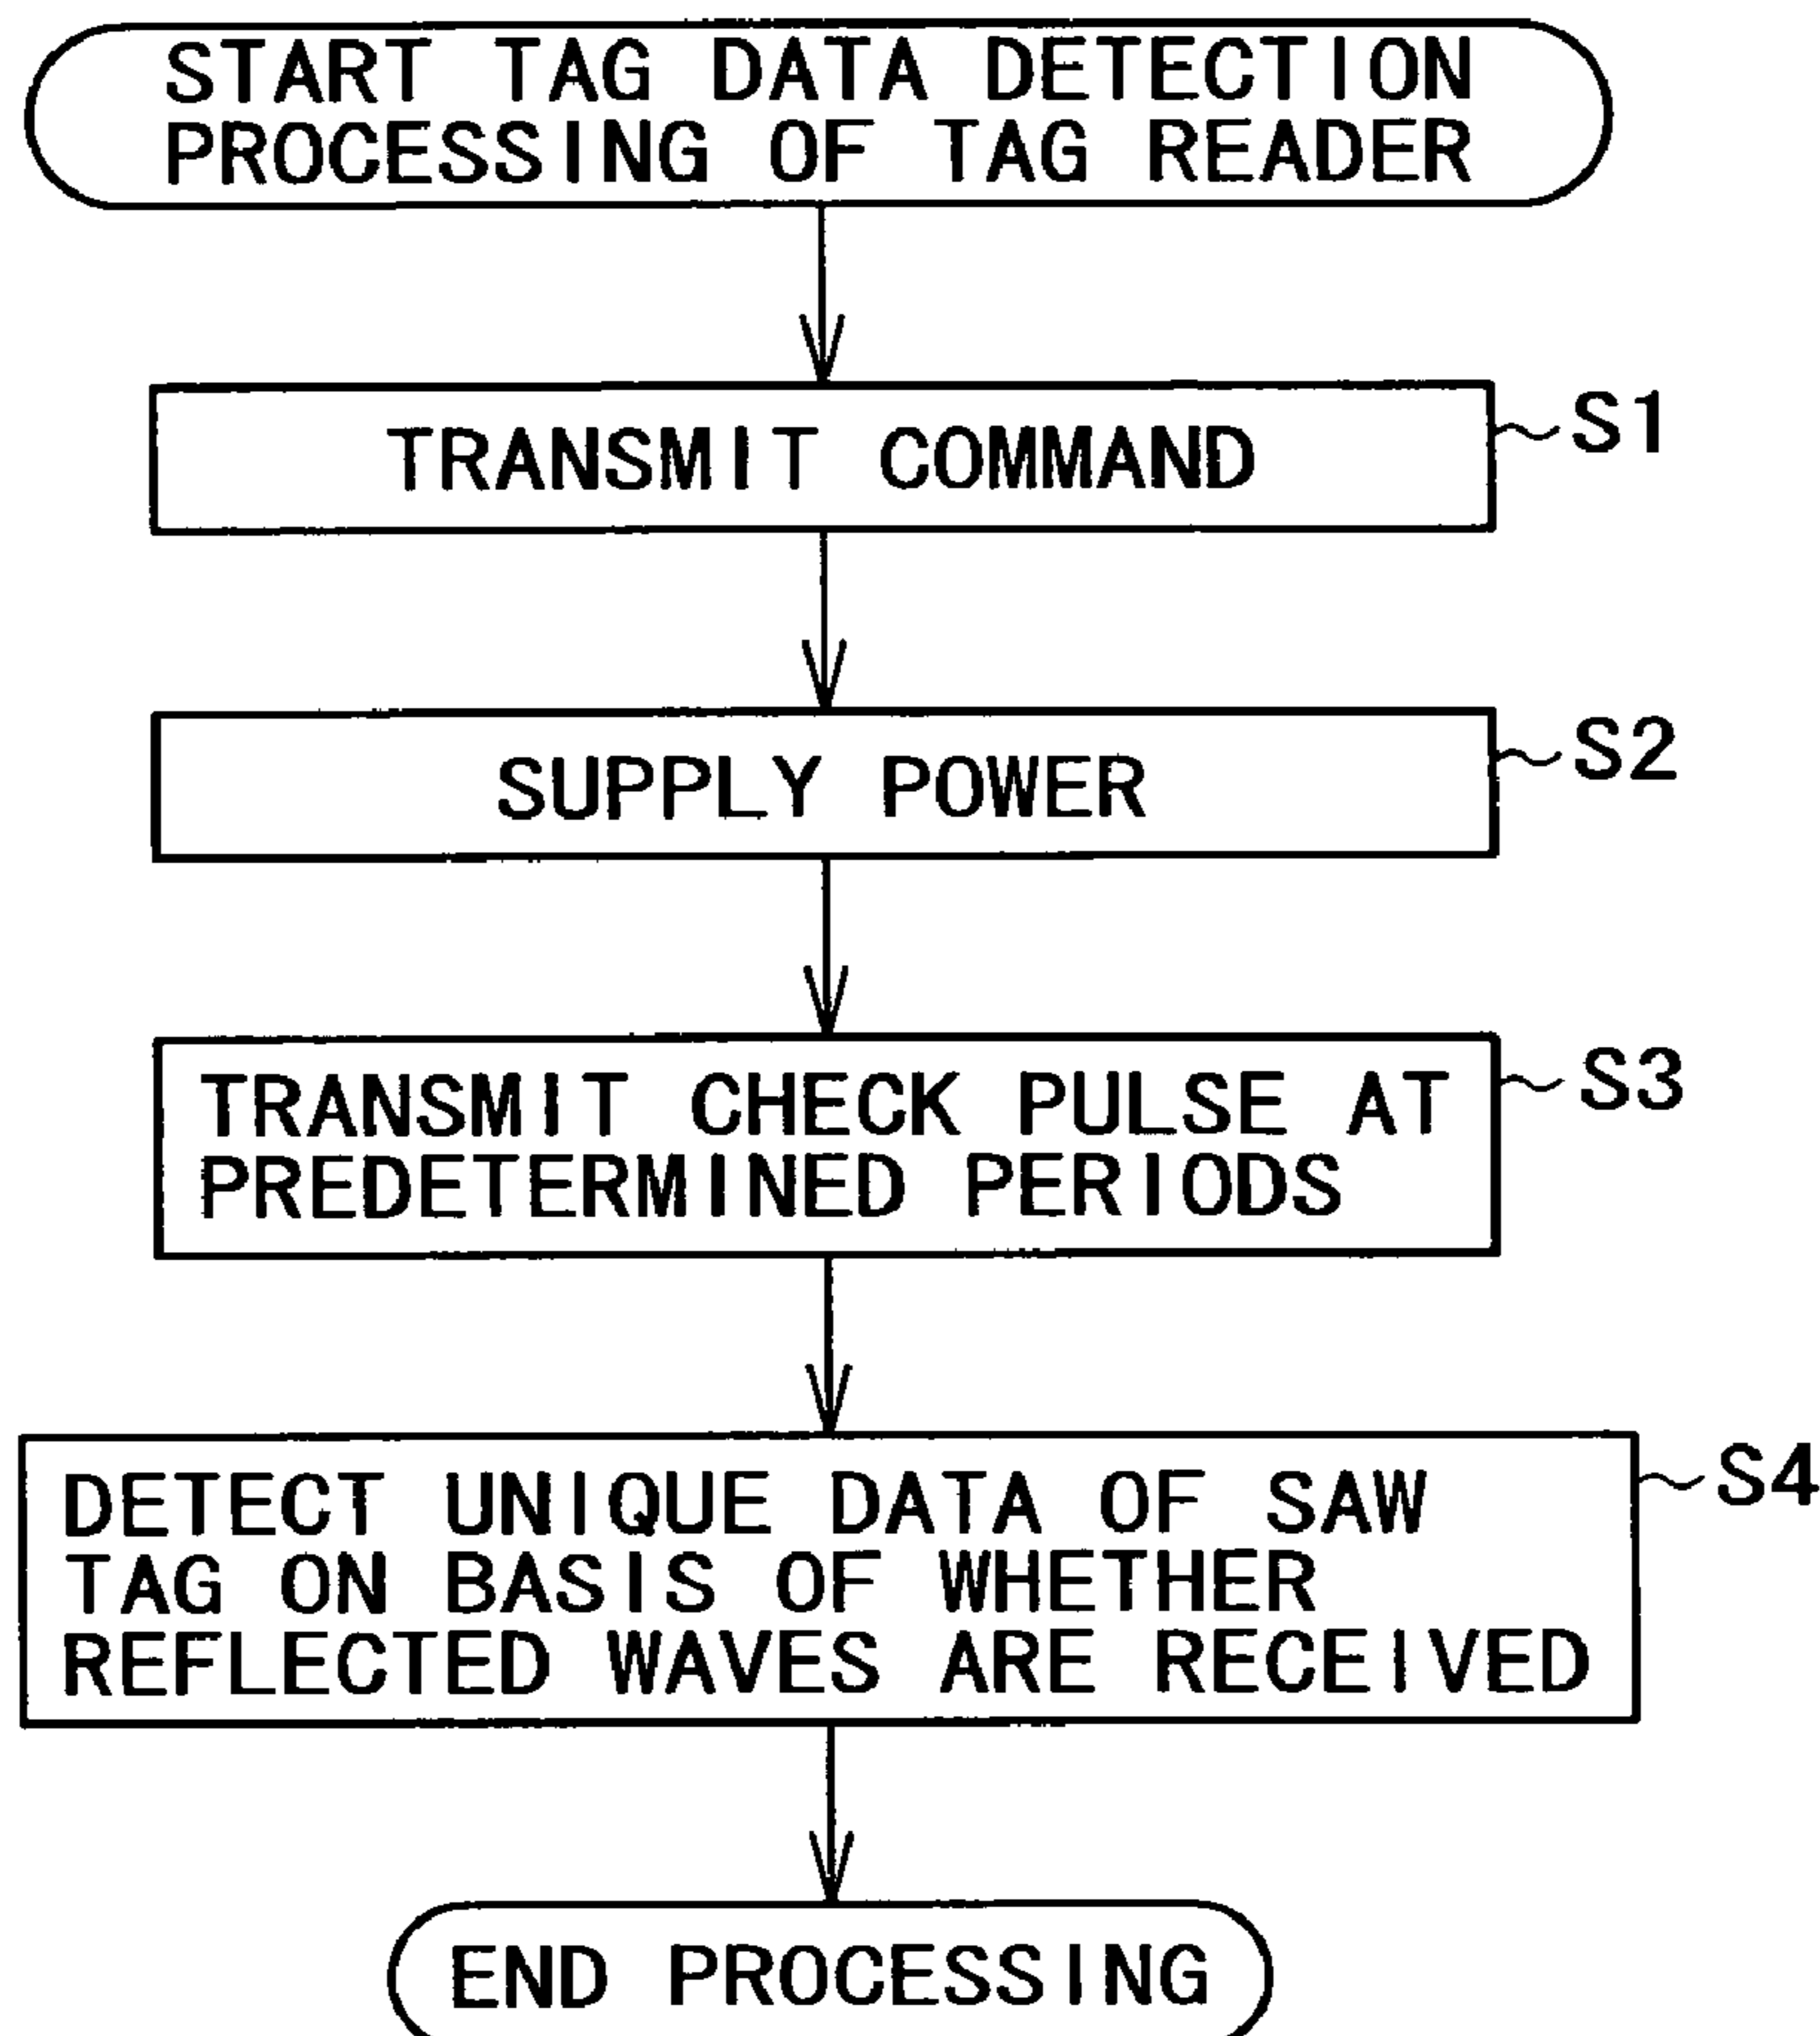 START TAG DATA DETECTION
PROCESSING OF TAG READER
TRANSMIT COMMAND
S1
SUPPLY POWER
S2
TRANSMIT CHECK PULSE AT
PREDETERMINED PERIODS
S3
DETECT UNIQUE DATA OF SAW
TAG ON BASIS OF WHETHER
REFLECTED WAVES ARE RECEIVED
S4
END PROCESSING